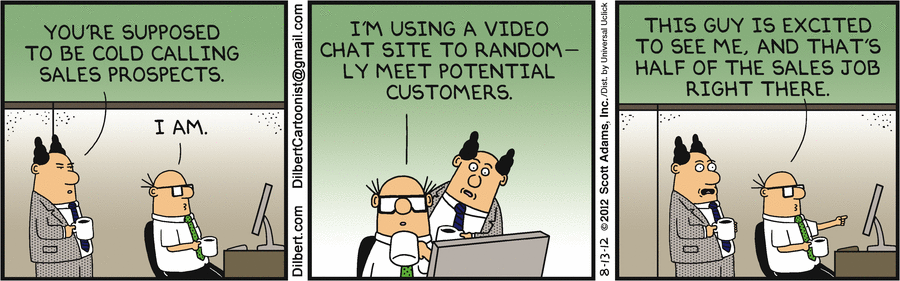 YOU'RE SUPPOSED
TO BE COLD CALLING
SALES PROSPECTS.
I AM.
Dilbert.com DilbertCartoonist@gmail.com
I'M USING A VIDEO
CHAT SITE TO RANDOM—
LY MEET POTENTIAL
CUSTOMERS.
8-13-12 ©2012 Scott Adams, Inc./Dist. by Universal Uclick
THIS GUY IS EXCITED
TO SEE ME, AND THAT'S
HALF OF THE SALES JOB
RIGHT THERE.